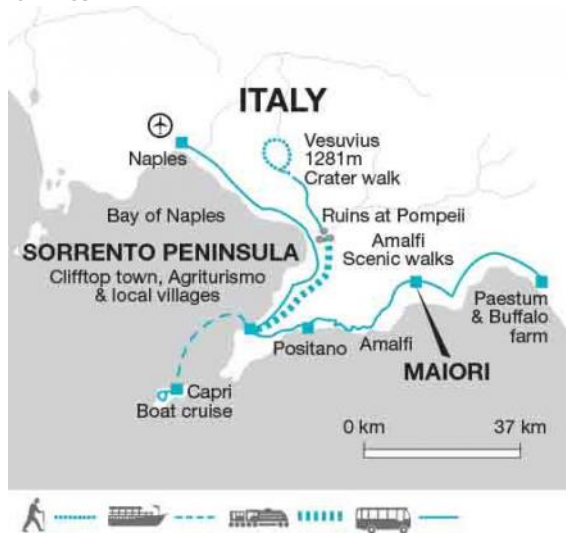 ITALY
Naples
Vesuvius
1281m
Crater walk
Bay of Naples
Ruins at Pompeii
SORRENTO PENINSULA
Clifftop town, Agriturismo
& local villages
Amalfi
Scenic walks
Paestum
& Buffalo
farm
Positano
Amalfi
MAIORI
Capri
Boat cruise
0 km
37 km